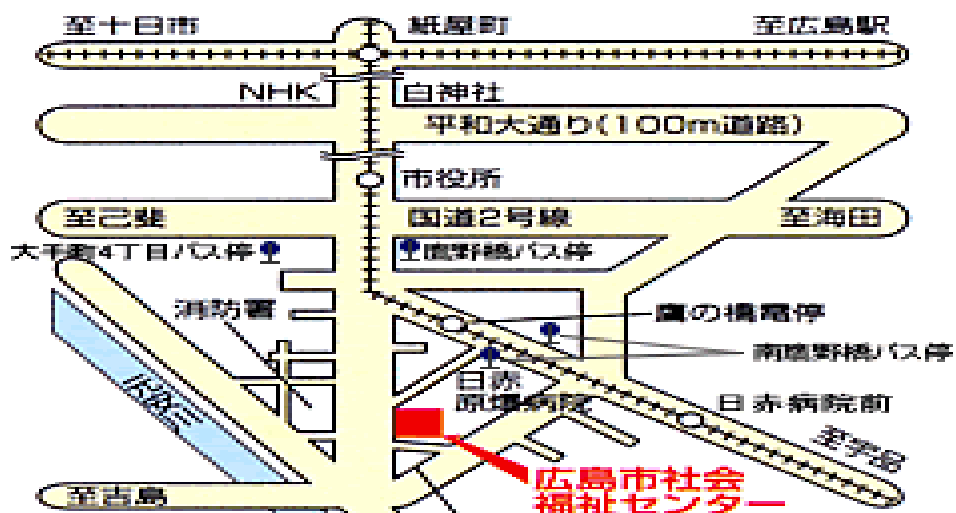 至十日市
紙屋町
至広島駅
NHK
白神社
平和大通り(100m道路)
市役所
至己斐
国道2号線
至海田
大手町4丁目バス停
鷹野橋バス停
消防署
鷹の橋電停
南鷹野橋バス停
日赤
原爆病院
日赤病院前
至宇品
広島市社会
福祉センター
至吉島